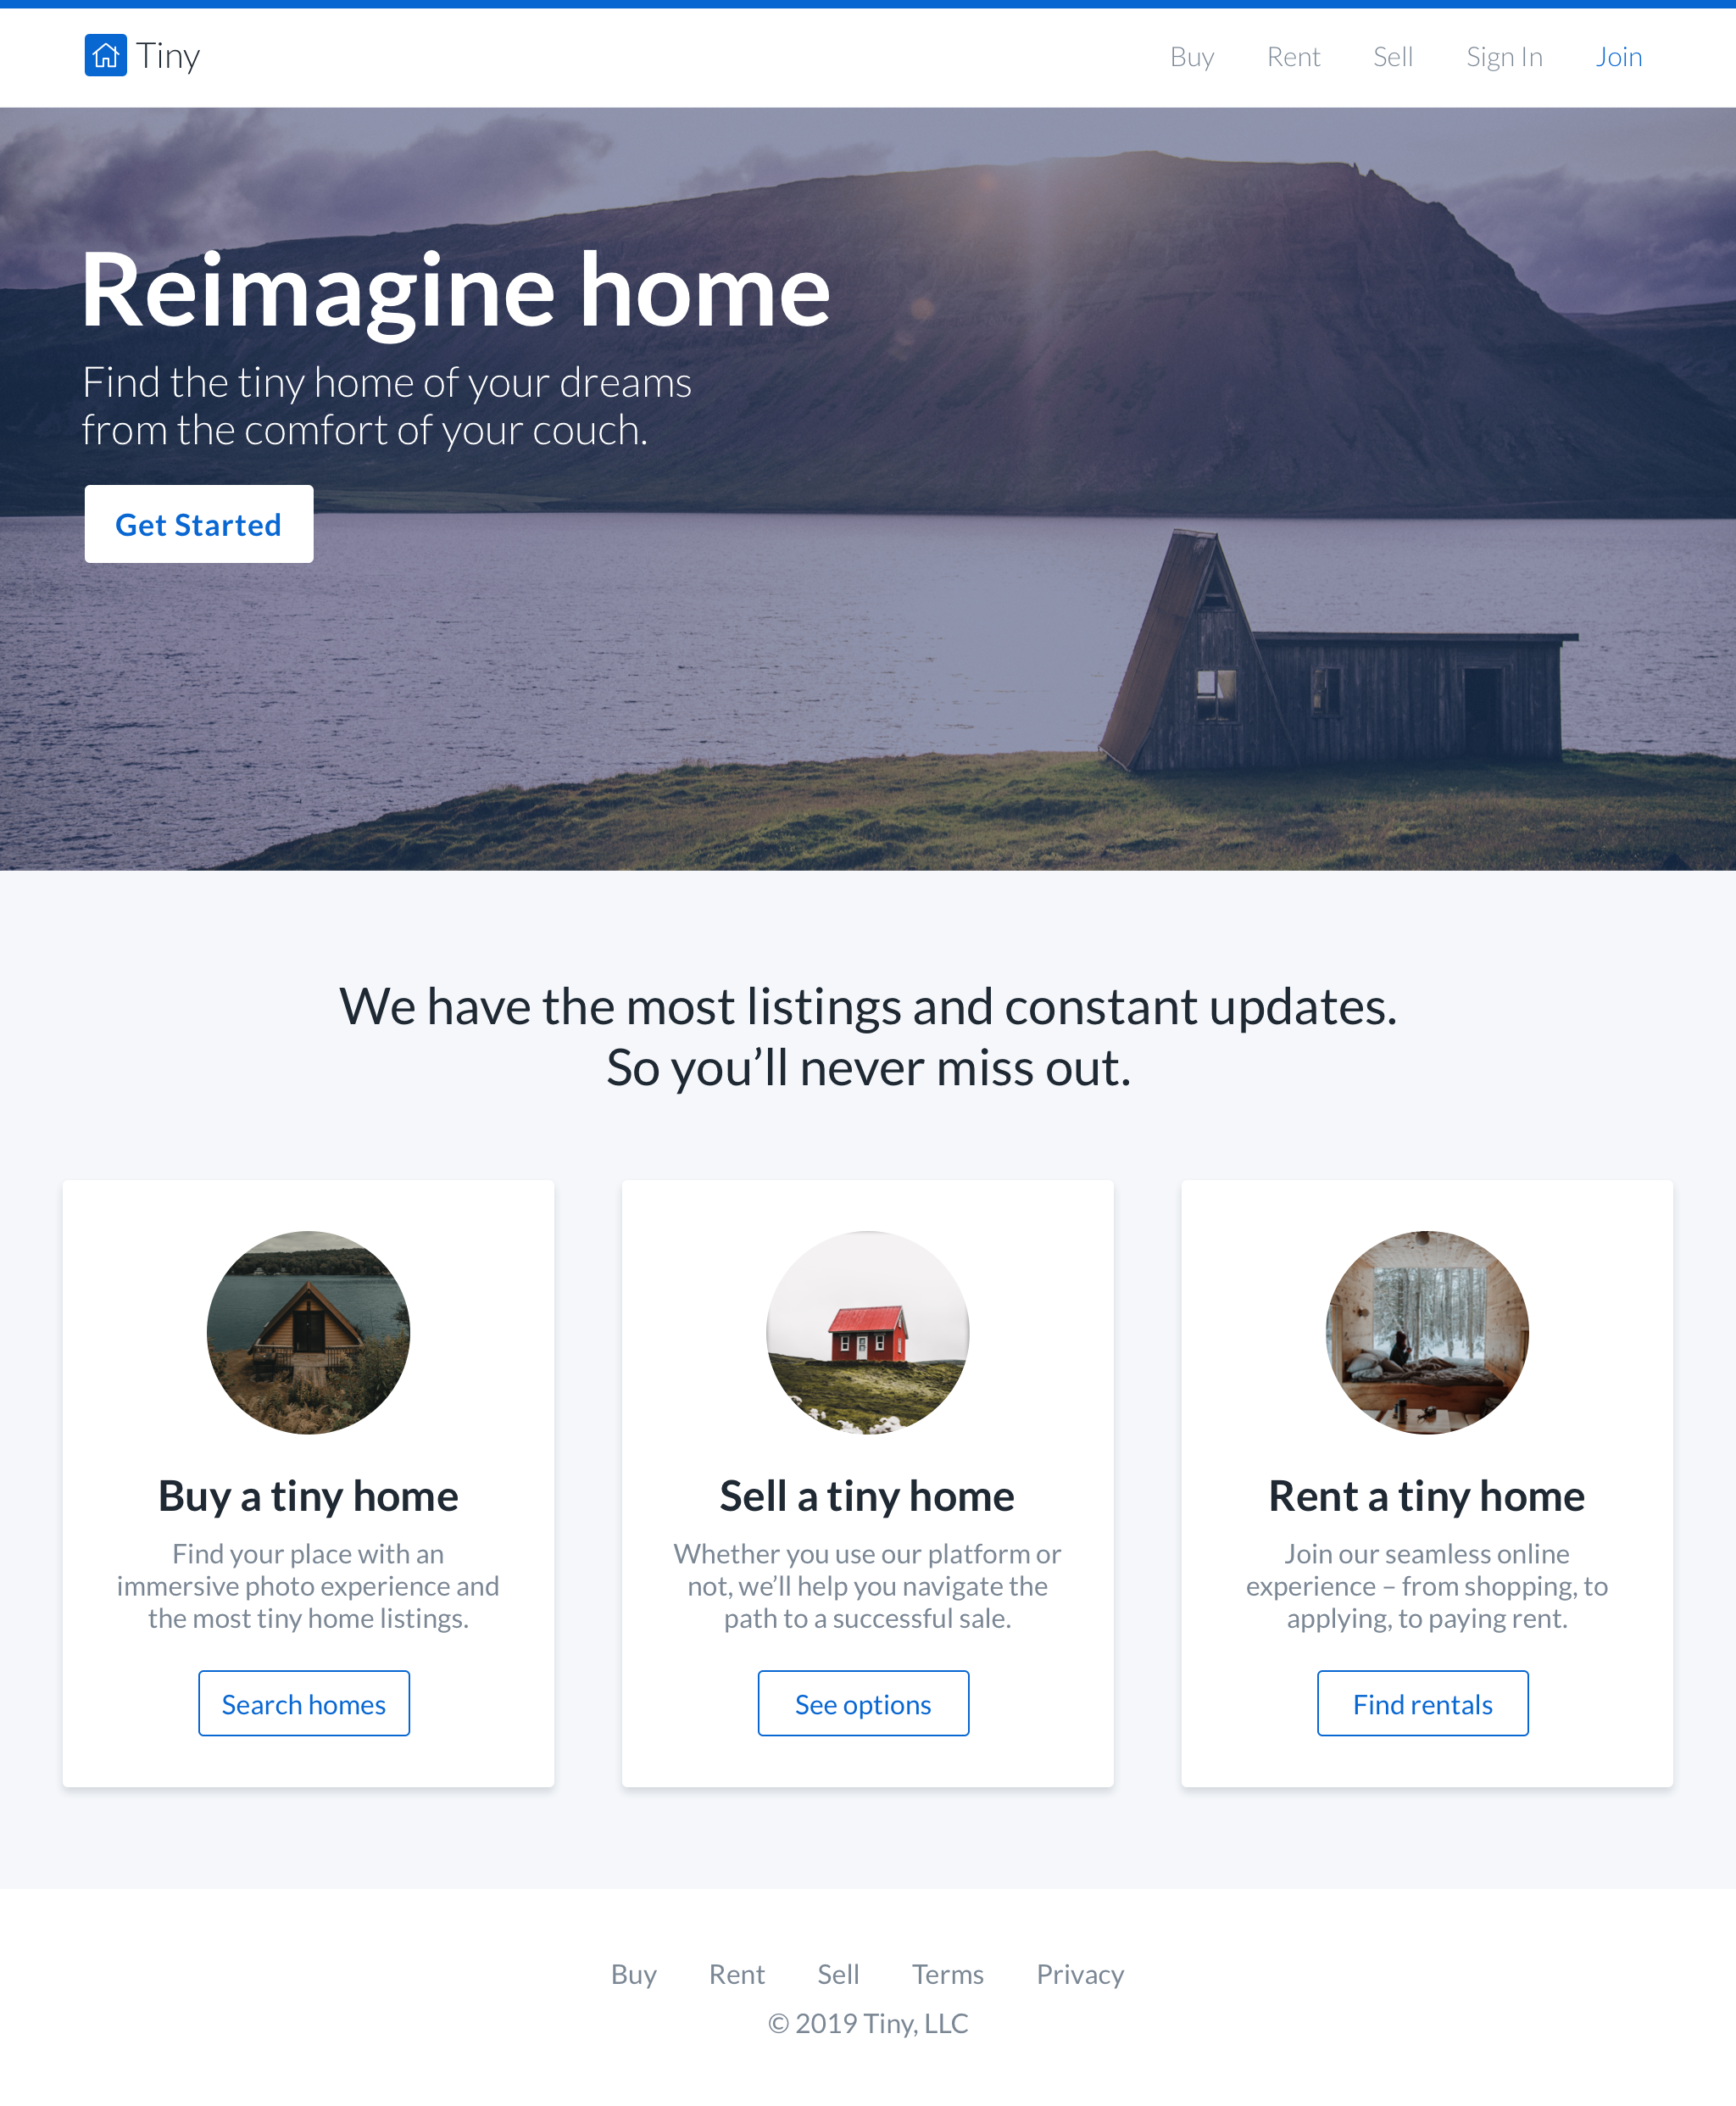 Tiny
Buy Rent Sell Sign In Join
Reimagine home
Find the tiny home of your dreams
from the comfort of your couch.
Get Started
We have the most listings and constant updates.
So you’ll never miss out.
Buy a tiny home
Find your place with an
immersive photo experience and
the most tiny home listings.
Search homes
Sell a tiny home
Whether you use our platform or
not, we’ll help you navigate the
path to a successful sale.
See options
Rent a tiny home
Join our seamless online
experience – from shopping, to
applying, to paying rent.
Find rentals
Buy Rent Sell Terms Privacy
© 2019 Tiny, LLC